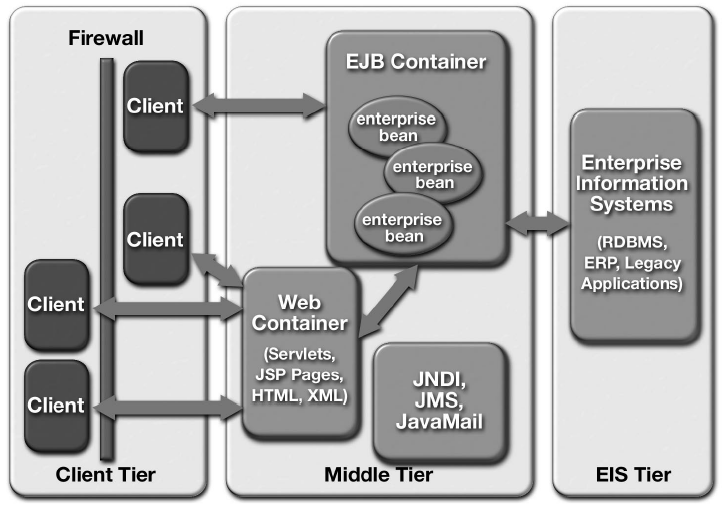 Firewall
Client
Client
Client
Client
Client Tier
EJB Container
enterprise
bean
enterprise
bean
enterprise
bean
Web
Container
(Servlets,
JSP Pages,
HTML, XML)
JNDI,
JMS,
JavaMail
Middle Tier
Enterprise
Information
Systems
(RDBMS,
ERP, Legacy
Applications)
EIS Tier